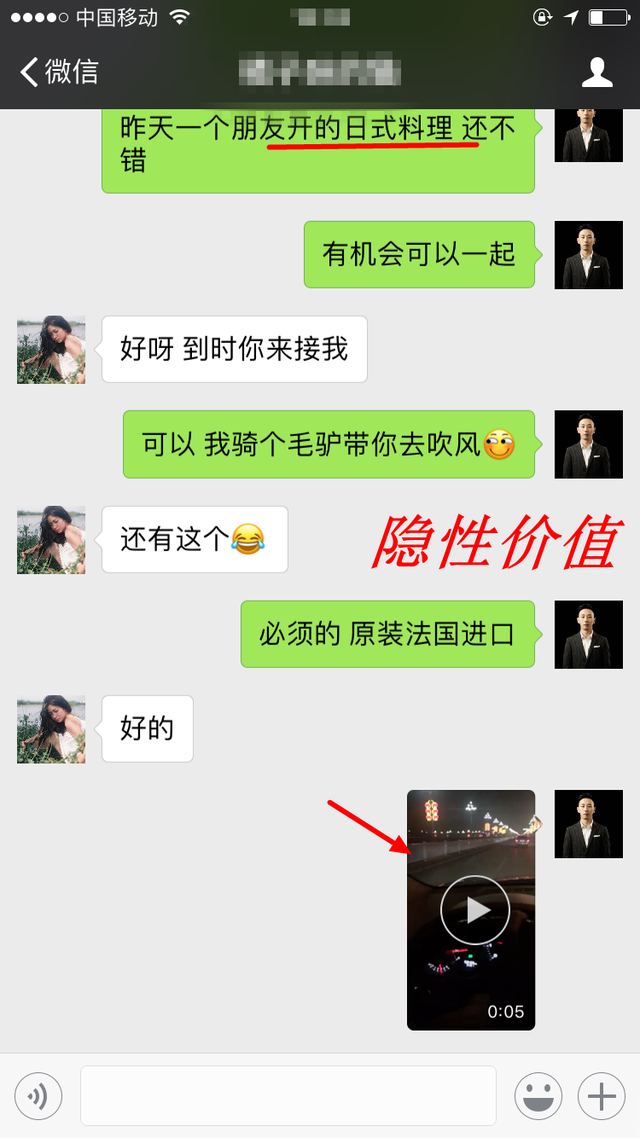 中国移动
微信
昨天一个朋友开的日式料理 还不
错
有机会可以一起
好呀 到时你来接我
可以 我骑个毛驴带你去吹风
还有这个
隐性价值
必须的 原装法国进口
好的
0:05